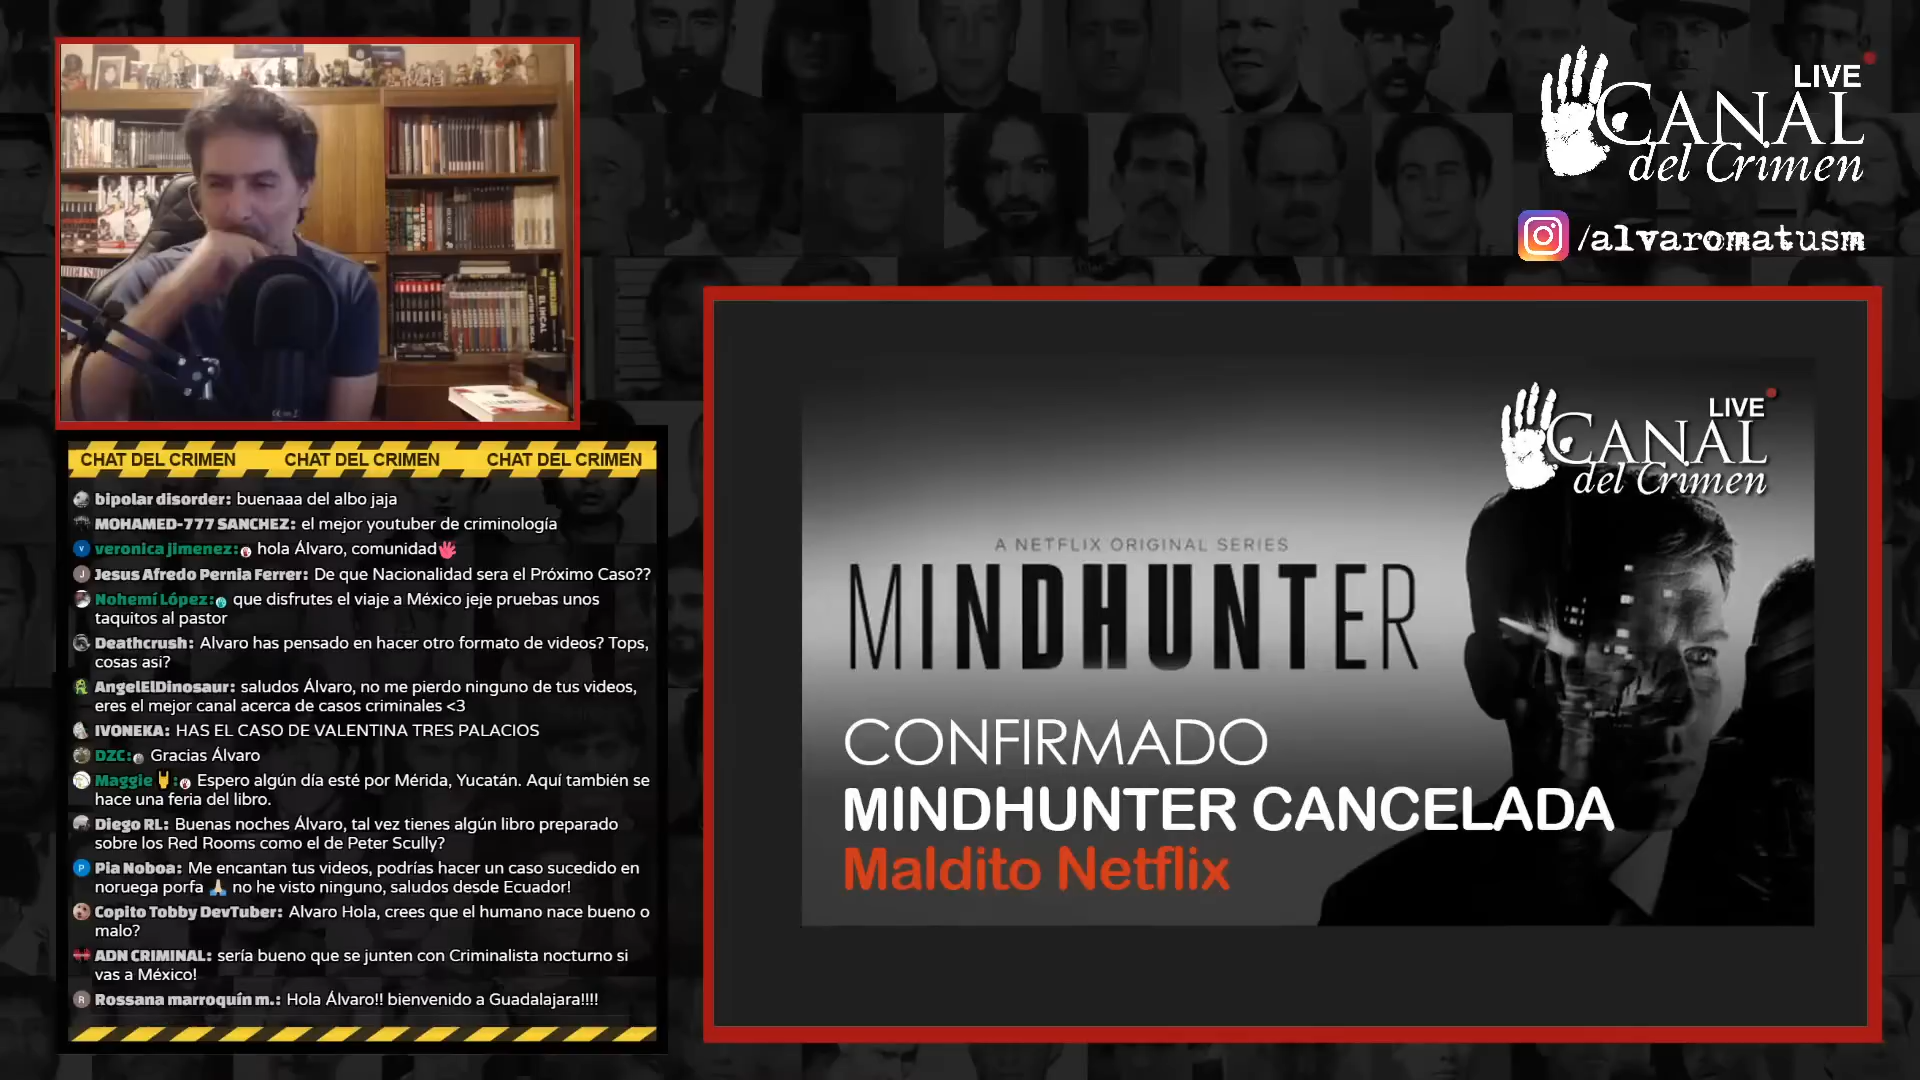 LIVE
CANAL
del Crimen
/alvaromatusm
EL INCAL
CHAT DEL CRIMEN CHAT DEL CRIMEN CHAT DEL CRIMEN
bipolar disorder: buenaaa del albo jaja
MOHAMED-777 SANCHEZ: el mejor youtuber de criminología
V veronica jimenez: hola Álvaro, comunidad
J Jesus Afredo Pernia Ferrer: De que Nacionalidad sera el Próximo Caso??
Nohemí López: que disfrutes el viaje a México jeje pruebas unos
taquitos al pastor
Deathcrush: Alvaro has pensado en hacer otro formato de videos? Tops,
cosas asi?
AngelElDinosaur: saludos Álvaro, no me pierdo ninguno de tus videos,
eres el mejor canal acerca de casos criminales <3
IVONEKA: HAS EL CASO DE VALENTINA TRES PALACIOS
DZC: Gracias Álvaro
Maggie🤘: Espero algún día esté por Mérida, Yucatán. Aquí también se
hace una feria del libro.
Diego RL: Buenas noches Álvaro, tal vez tienes algún libro preparado
sobre los Red Rooms como el de Peter Scully?
P Pia Noboa: Me encantan tus videos, podrías hacer un caso sucedido en
noruega porfa 🙏 no he visto ninguno, saludos desde Ecuador!
Copito Tobby DevTuber: Alvaro Hola, crees que el humano nace bueno o
malo?
ADN CRIMINAL: sería bueno que se junten con Criminalista nocturno si
vas a México!
R Rossana marroquín m.: Hola Álvaro!! bienvenido a Guadalajara!!!!
LIVE
CANAL
del Crimen
A NETFLIX ORIGINAL SERIES
MINDHUNTER
CONFIRMADO
MINDHUNTER CANCELADA
Maldito Netflix